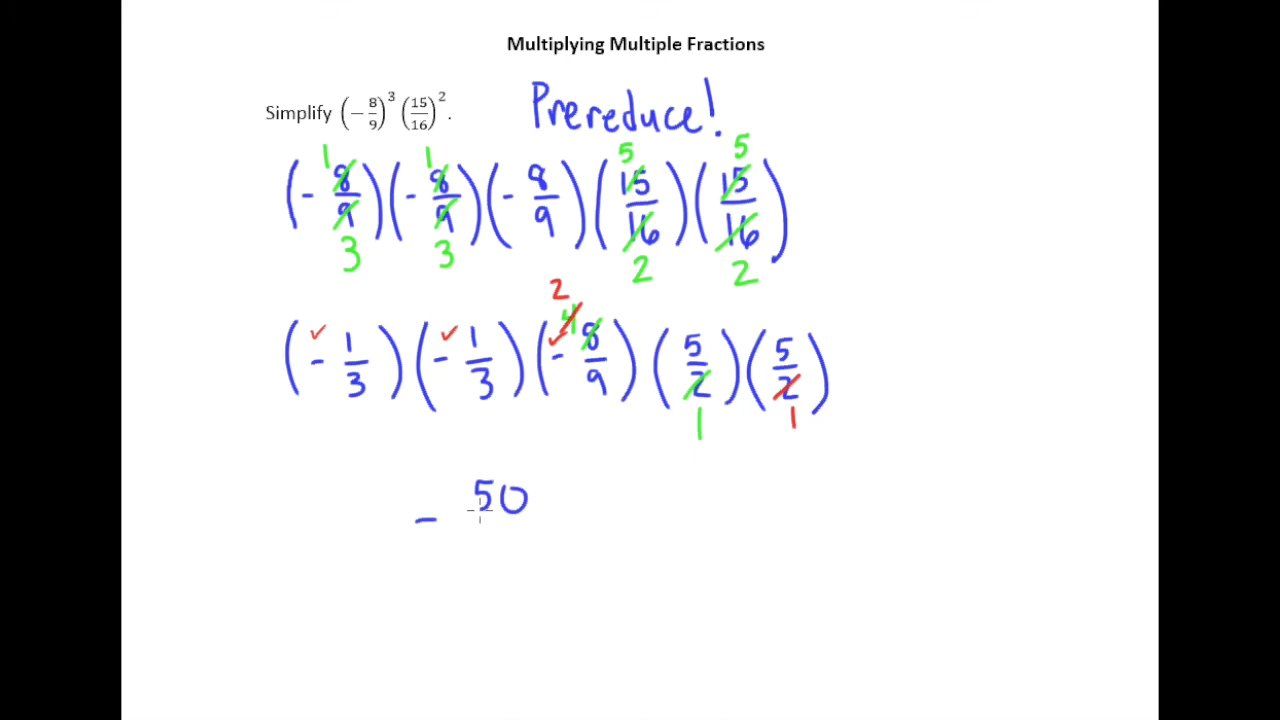 Multiplying Multiple Fractions
Simplify (−8/9)³ (15/16)².
Prereduce!
1 1 5 5
(- 8/9)(- 8/9)(- 8/9)(15/16)(15/16)
3 3 2 2
2
✓ ✓ ✓ 4
(- 1/3)(- 1/3)(- 8/9)(5/2)(5/2)
1 1
- 50